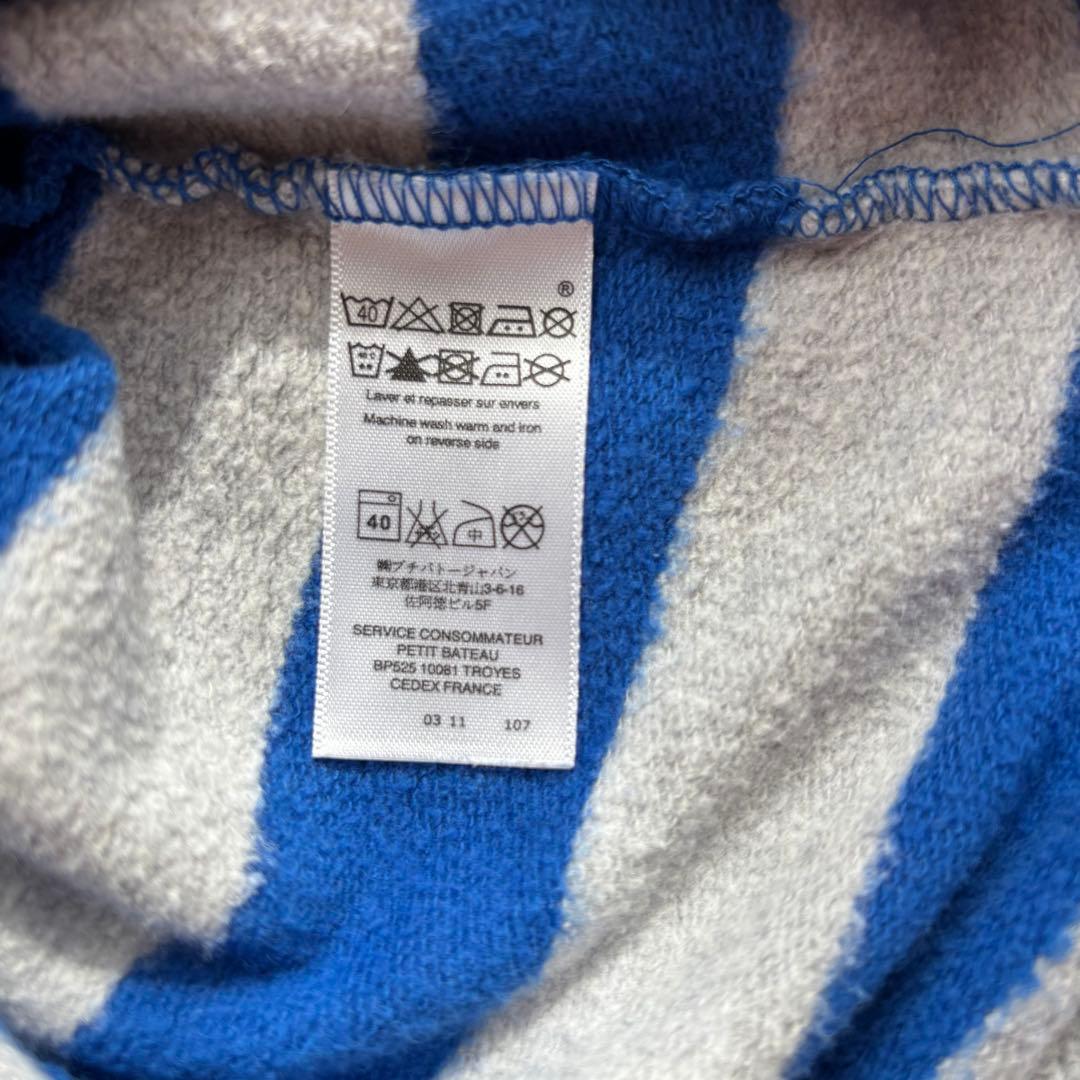 ®
40
Laver et repasser sur envers
Machine wash warm and iron
on reverse side
40 中
㈱プチバトージャパン
東京都港区北青山3-6-16
佐阿徳ビル5F
SERVICE CONSOMMATEUR
PETIT BATEAU
BP525 10081 TROYES
CEDEX FRANCE
03 11 107